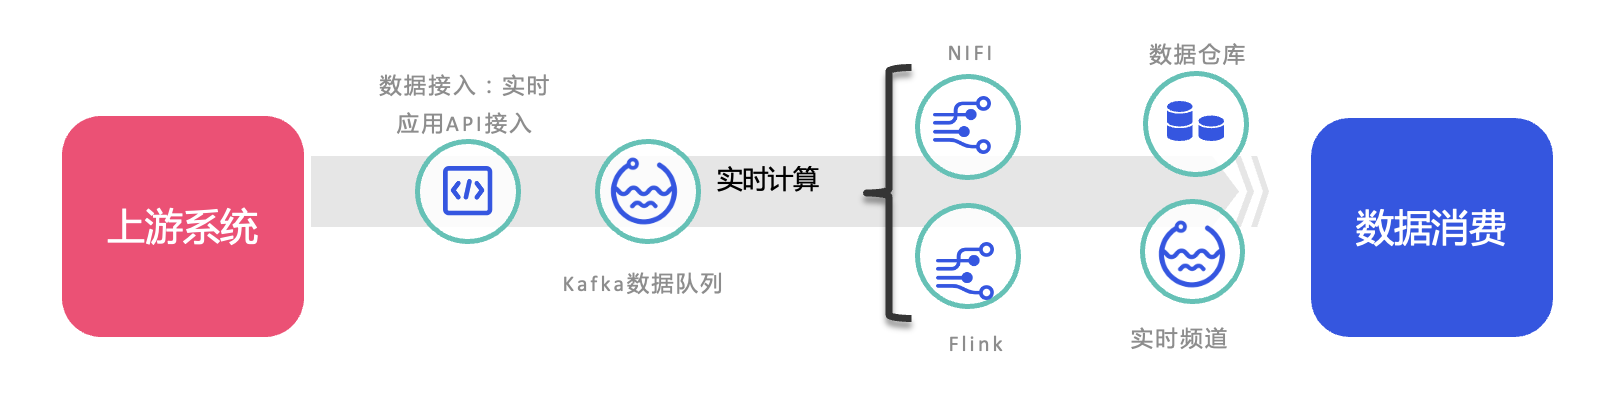 上游系统
数据接入：实时
应用API接入
Kafka数据队列
实时计算
NIFI
Flink
数据仓库
实时频道
数据消费